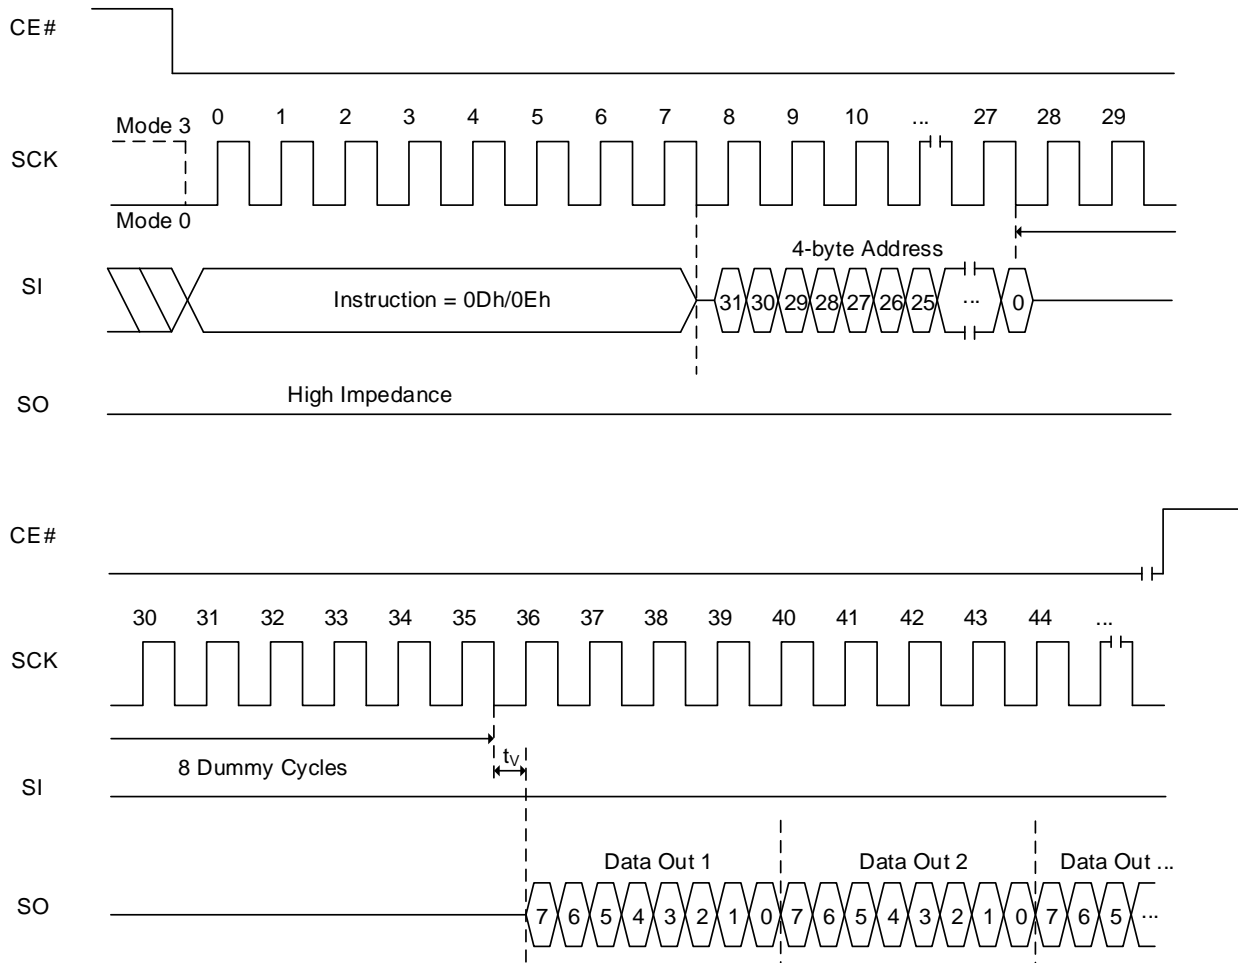 CE#
0 1 2 3 4 5 6 7 8 9 10 ... 27 28 29
Mode 3
SCK
Mode 0
4-byte Address
SI
Instruction = 0Dh/0Eh
31 30 29 28 27 26 25 ... 0
High Impedance
SO
CE#
30 31 32 33 34 35 36 37 38 39 40 41 42 43 44 ...
SCK
tV
8 Dummy Cycles
SI
Data Out 1 Data Out 2 Data Out ...
SO
7 6 5 4 3 2 1 0 7 6 5 4 3 2 1 0 7 6 5 ...